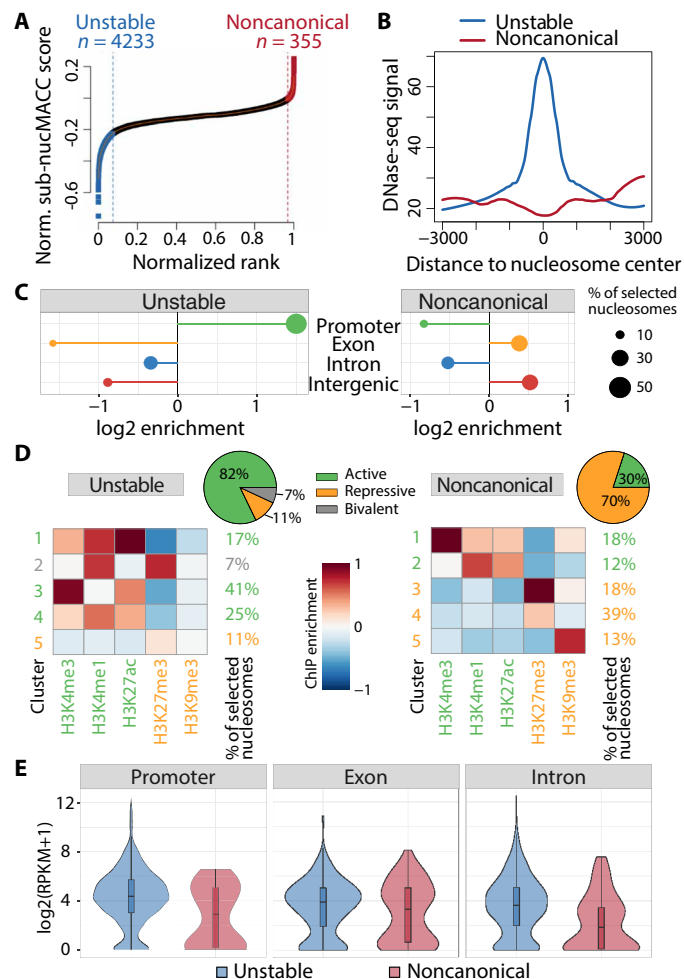 A
Unstable
n = 4233
Noncanonical
n = 355
Norm. sub-nucMACC score
0.2
−0.2
−0.6
0 0.2 0.4 0.6 0.8 1
Normalized rank
B
Unstable
Noncanonical
DNase-seq signal
60
40
20
−3000 0 3000
Distance to nucleosome center
C
Unstable
Noncanonical
Promoter
Exon
Intron
Intergenic
−1 0 1
log2 enrichment
−1 0 1
log2 enrichment
% of selected
nucleosomes
10
30
50
D
Unstable
82%
7%
11%
Active
Repressive
Bivalent
Noncanonical
30%
70%
1 17%
2 7%
3 41%
4 25%
5 11%
Cluster
H3K4me3
H3K4me1
H3K27ac
H3K27me3
H3K9me3
% of selected
nucleosomes
ChIP enrichment
1
0
−1
1 18%
2 12%
3 18%
4 39%
5 13%
Cluster
H3K4me3
H3K4me1
H3K27ac
H3K27me3
H3K9me3
% of selected
nucleosomes
E
Promoter
Exon
Intron
log2(RPKM+1)
12
8
4
0
Unstable
Noncanonical